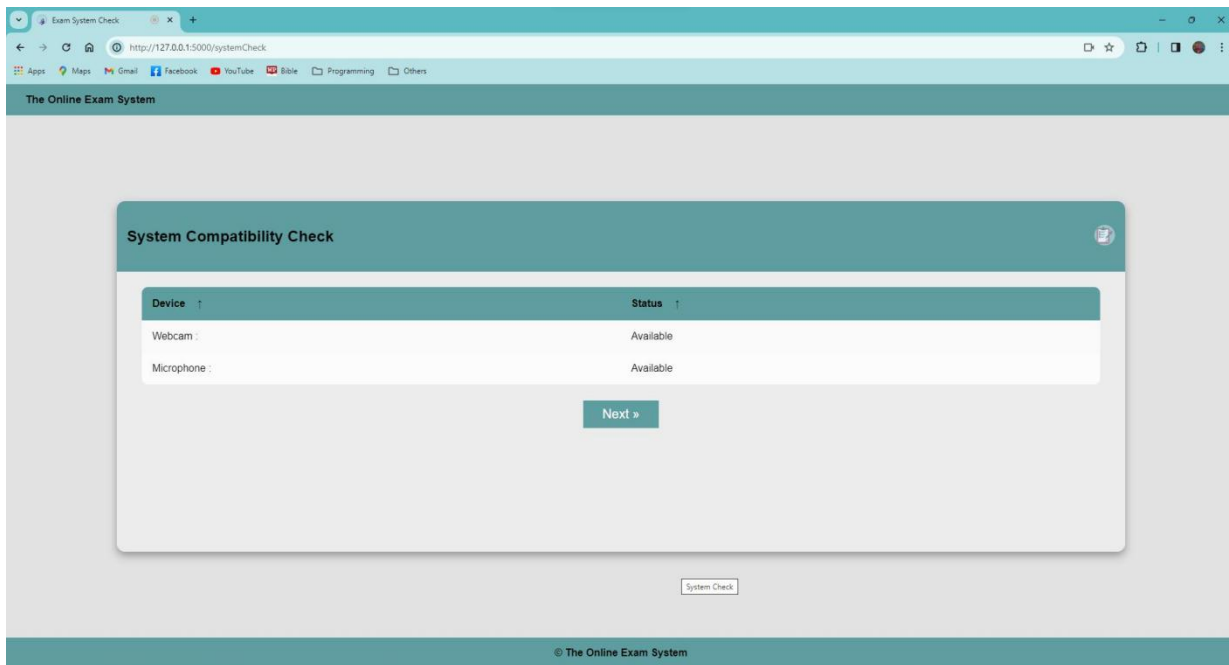 Exam System Check
http://127.0.0.1:5000/systemCheck
Apps Maps Gmail Facebook YouTube Bible Programming Others
The Online Exam System
System Compatibility Check
Device ↑ Status ↑
Webcam : Available
Microphone : Available
Next »
System Check
© The Online Exam System